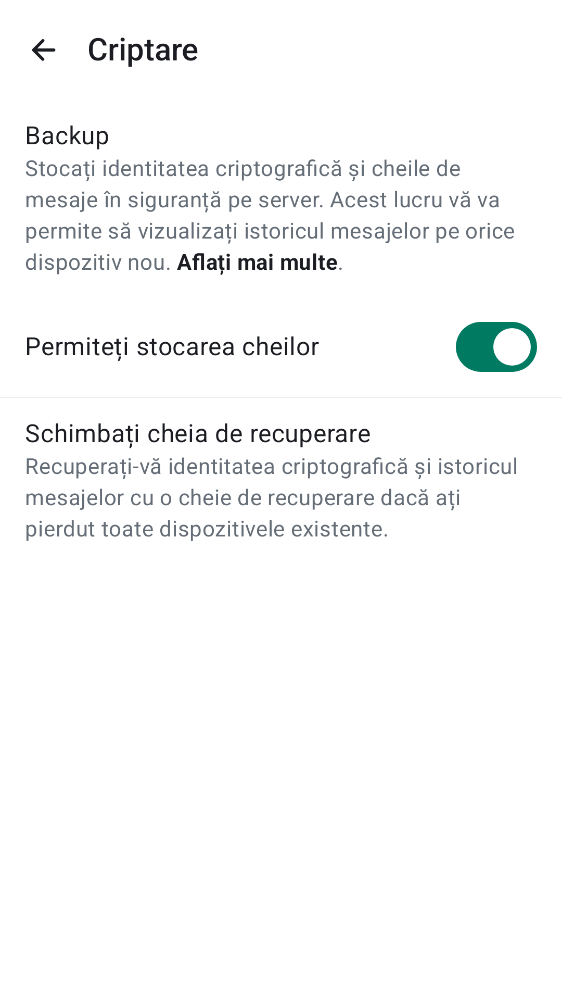 Criptare
Backup
Stocați identitatea criptografică și cheile de
mesaje în siguranță pe server. Acest lucru vă va
permite să vizualizați istoricul mesajelor pe orice
dispozitiv nou. Aflați mai multe.
Permiteți stocarea cheilor
Schimbați cheia de recuperare
Recuperați-vă identitatea criptografică și istoricul
mesajelor cu o cheie de recuperare dacă ați
pierdut toate dispozitivele existente.